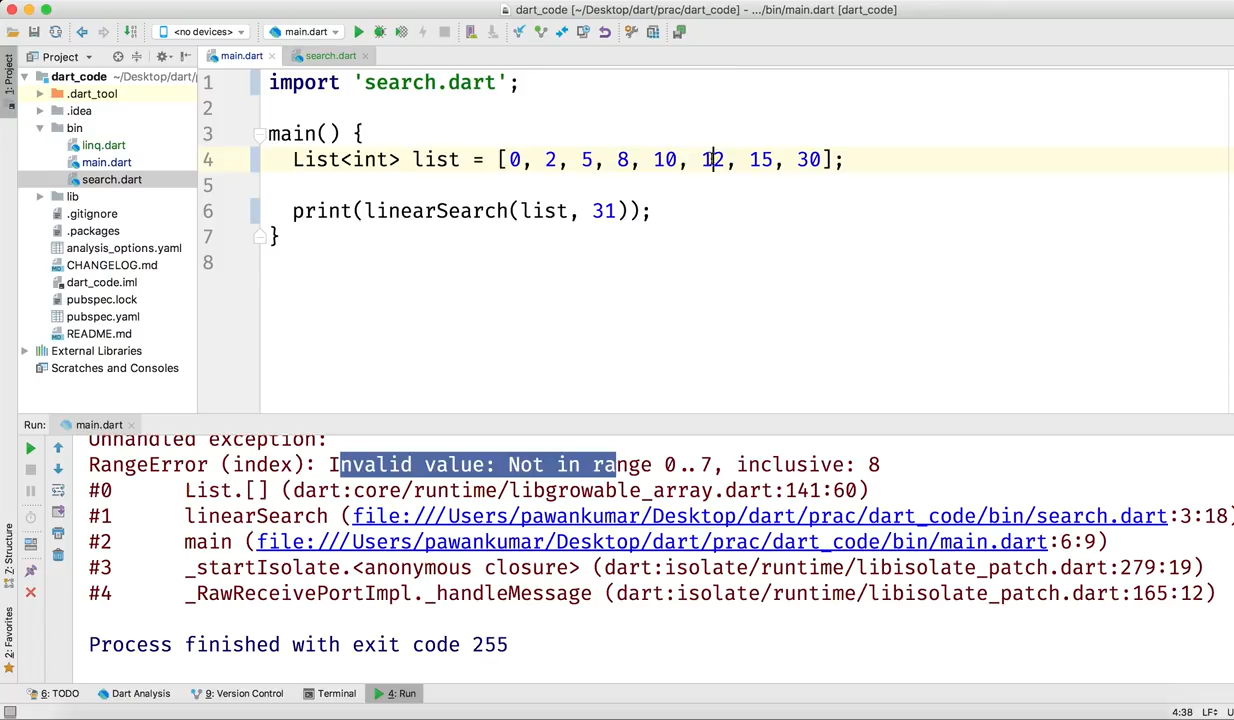 dart_code [~/Desktop/dart/prac/dart_code] - .../bin/main.dart [dart_code]
<no devices> main.dart
1: Project
Project
main.dart
search.dart
dart_code ~/Desktop/dart/
.dart_tool
.idea
bin
linq.dart
main.dart
search.dart
lib
.gitignore
.packages
analysis_options.yaml
CHANGELOG.md
dart_code.iml
pubspec.lock
pubspec.yaml
README.md
External Libraries
Scratches and Consoles
1 import 'search.dart';
2
3 main() {
4 List<int> list = [0, 2, 5, 8, 10, 12, 15, 30];
5
6 print(linearSearch(list, 31));
7 }
8
Run: main.dart
Unhandled exception:
RangeError (index): Invalid value: Not in range 0..7, inclusive: 8
#0 List.[] (dart:core/runtime/libgrowable_array.dart:141:60)
#1 linearSearch (file:///Users/pawankumar/Desktop/dart/prac/dart_code/bin/search.dart:3:18)
#2 main (file:///Users/pawankumar/Desktop/dart/prac/dart_code/bin/main.dart:6:9)
#3 _startIsolate.<anonymous closure> (dart:isolate/runtime/libisolate_patch.dart:279:19)
#4 _RawReceivePortImpl._handleMessage (dart:isolate/runtime/libisolate_patch.dart:165:12)
Process finished with exit code 255
7: Structure
2: Favorites
6: TODO Dart Analysis 9: Version Control Terminal 4: Run
4:38 LF÷ U